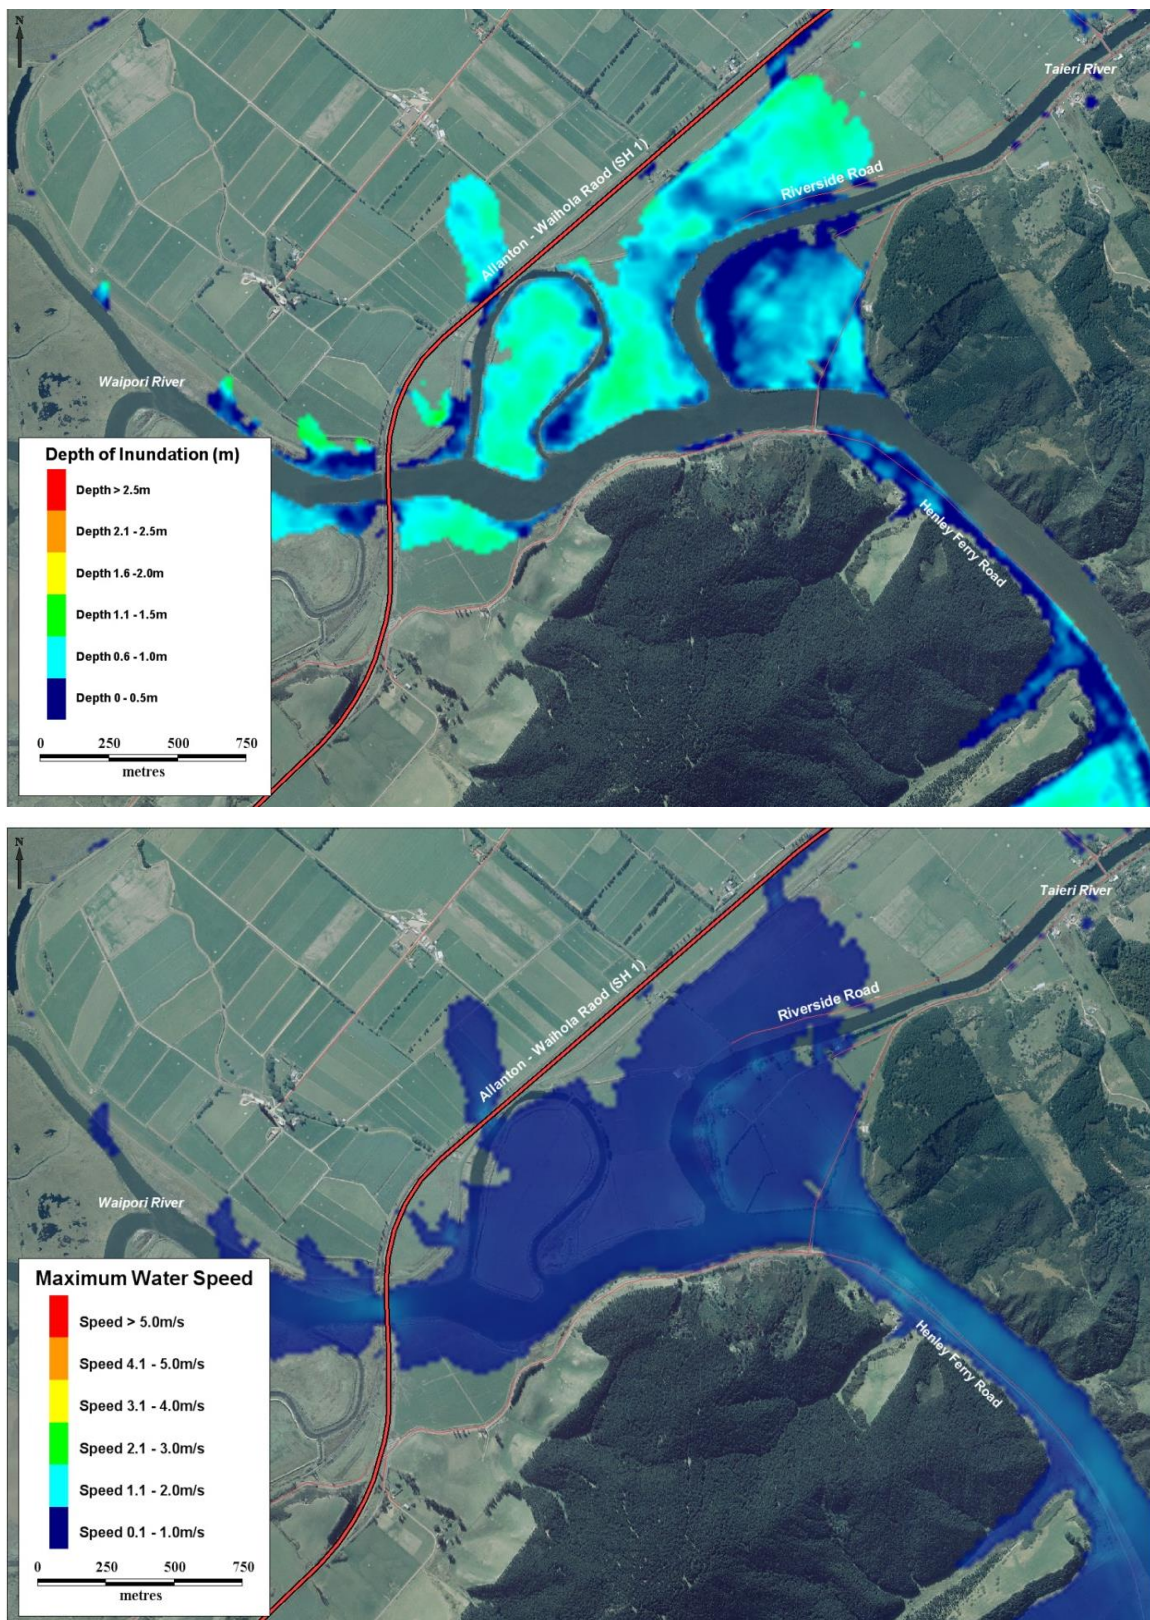 N
Taieri River
Allanton - Waihola Raod (SH 1)
Riverside Road
Waipori River
Henley Ferry Road
Depth of Inundation (m)
Depth > 2.5m
Depth 2.1 - 2.5m
Depth 1.6 -2.0m
Depth 1.1 - 1.5m
Depth 0.6 - 1.0m
Depth 0 - 0.5m
0 250 500 750
metres
N
Taieri River
Allanton - Waihola Raod (SH 1)
Riverside Road
Waipori River
Henley Ferry Road
Maximum Water Speed
Speed > 5.0m/s
Speed 4.1 - 5.0m/s
Speed 3.1 - 4.0m/s
Speed 2.1 - 3.0m/s
Speed 1.1 - 2.0m/s
Speed 0.1 - 1.0m/s
0 250 500 750
metres